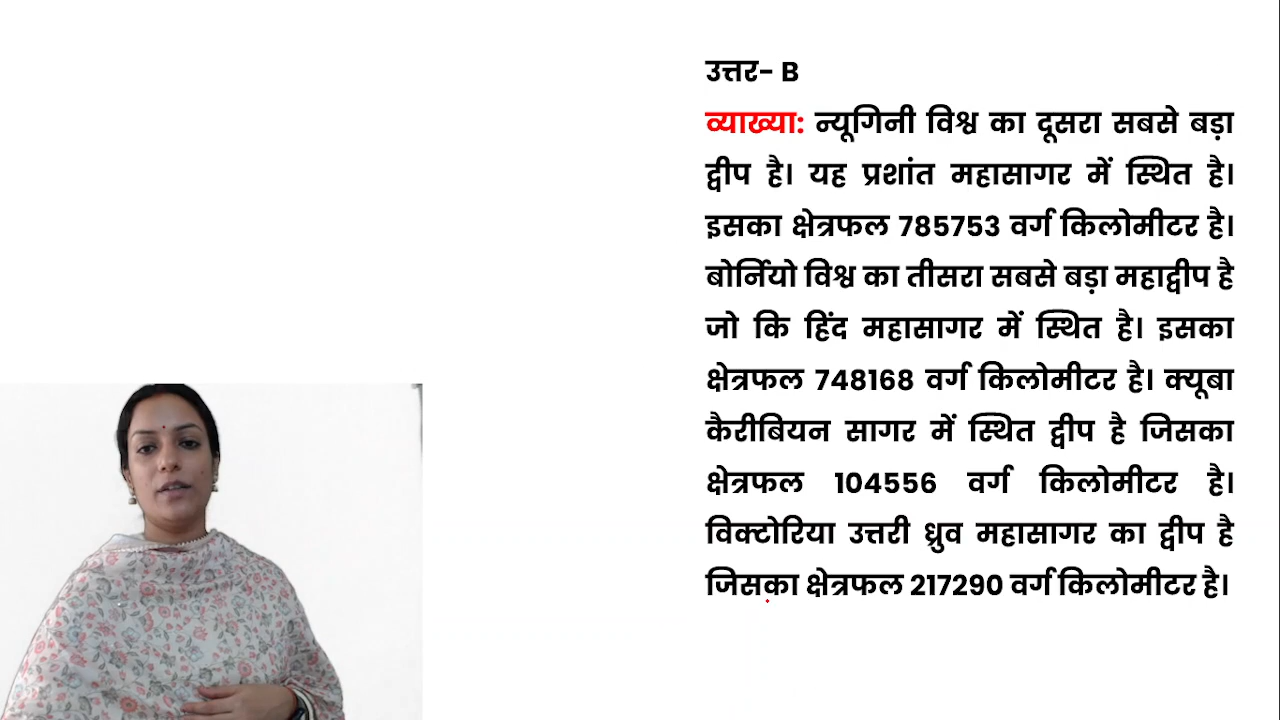 उत्तर- B
व्याख्या: न्यूगिनी विश्व का दूसरा सबसे बड़ा
द्वीप है। यह प्रशांत महासागर में स्थित है।
इसका क्षेत्रफल 785753 वर्ग किलोमीटर है।
बोर्नियो विश्व का तीसरा सबसे बड़ा महाद्वीप है
जो कि हिंद महासागर में स्थित है। इसका
क्षेत्रफल 748168 वर्ग किलोमीटर है। क्यूबा
कैरीबियन सागर में स्थित द्वीप है जिसका
क्षेत्रफल 104556 वर्ग किलोमीटर है।
विक्टोरिया उत्तरी ध्रुव महासागर का द्वीप है
जिसका क्षेत्रफल 217290 वर्ग किलोमीटर है।